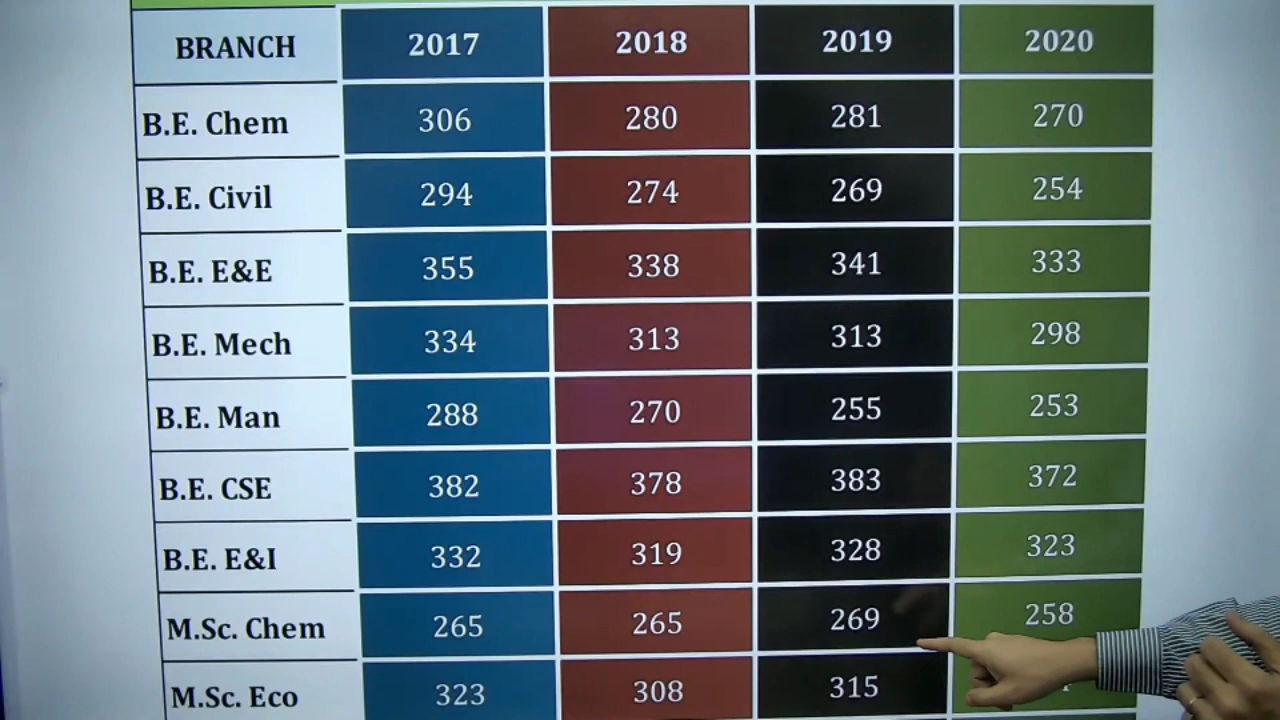 BRANCH 2017 2018 2019 2020
B.E. Chem 306 280 281 270
B.E. Civil 294 274 269 254
B.E. E&E 355 338 341 333
B.E. Mech 334 313 313 298
B.E. Man 288 270 255 253
B.E. CSE 382 378 383 372
B.E. E&I 332 319 328 323
M.Sc. Chem 265 265 269 258
M.Sc. Eco 323 308 315